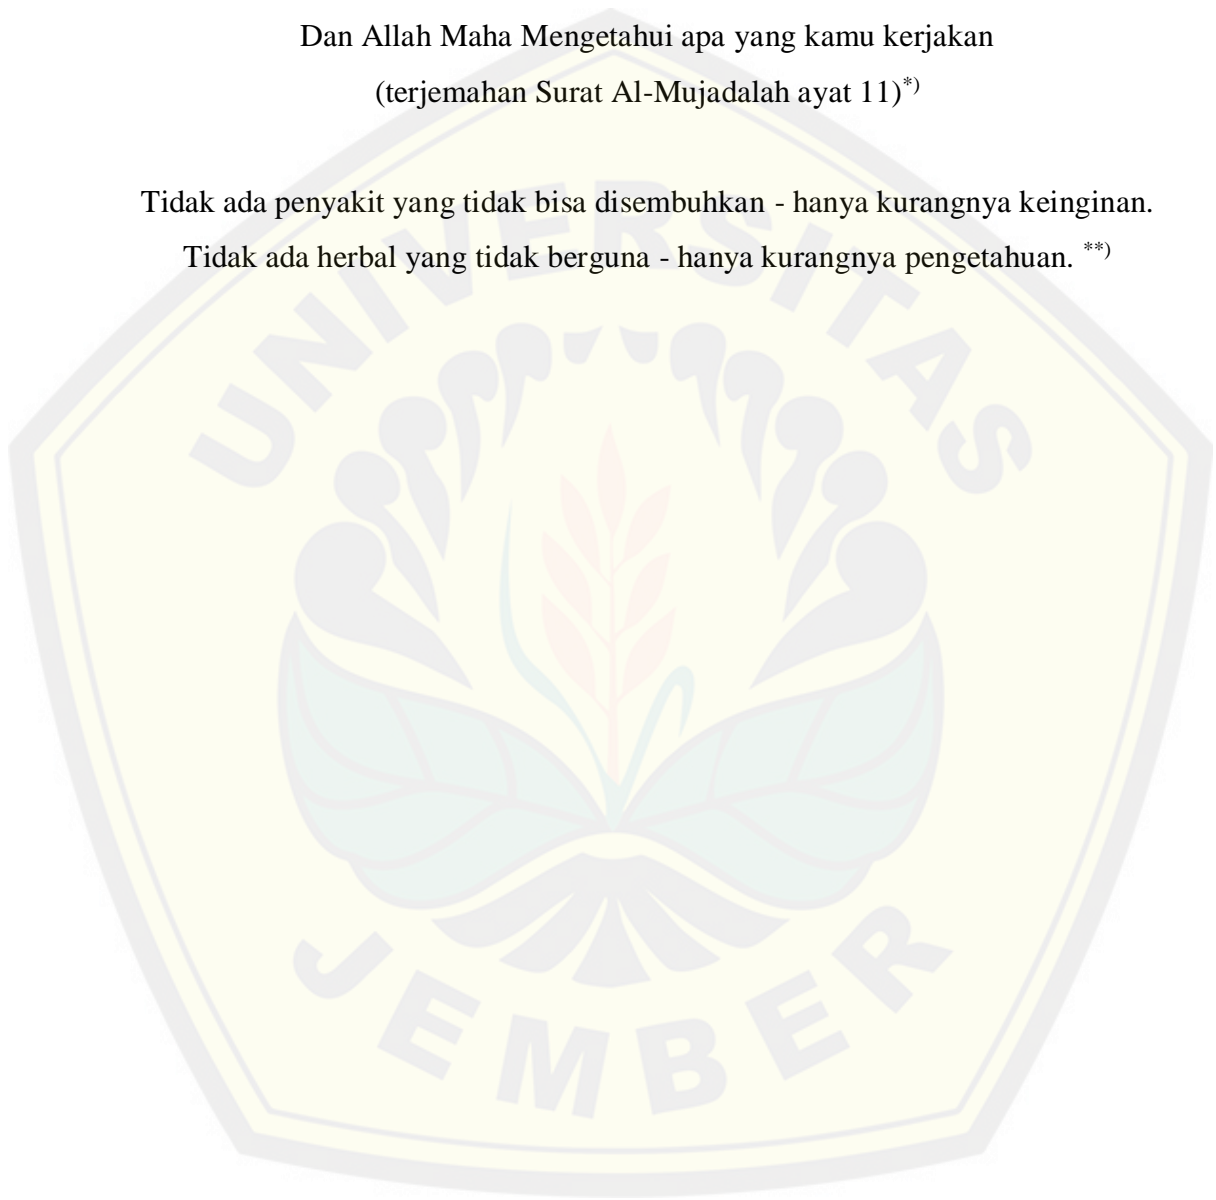 Dan Allah Maha Mengetahui apa yang kamu kerjakan
(terjemahan Surat Al-Mujadalah ayat 11)*)
Tidak ada penyakit yang tidak bisa disembuhkan - hanya kurangnya keinginan.
Tidak ada herbal yang tidak berguna - hanya kurangnya pengetahuan. **)
UNIVERSITAS
JEMBER